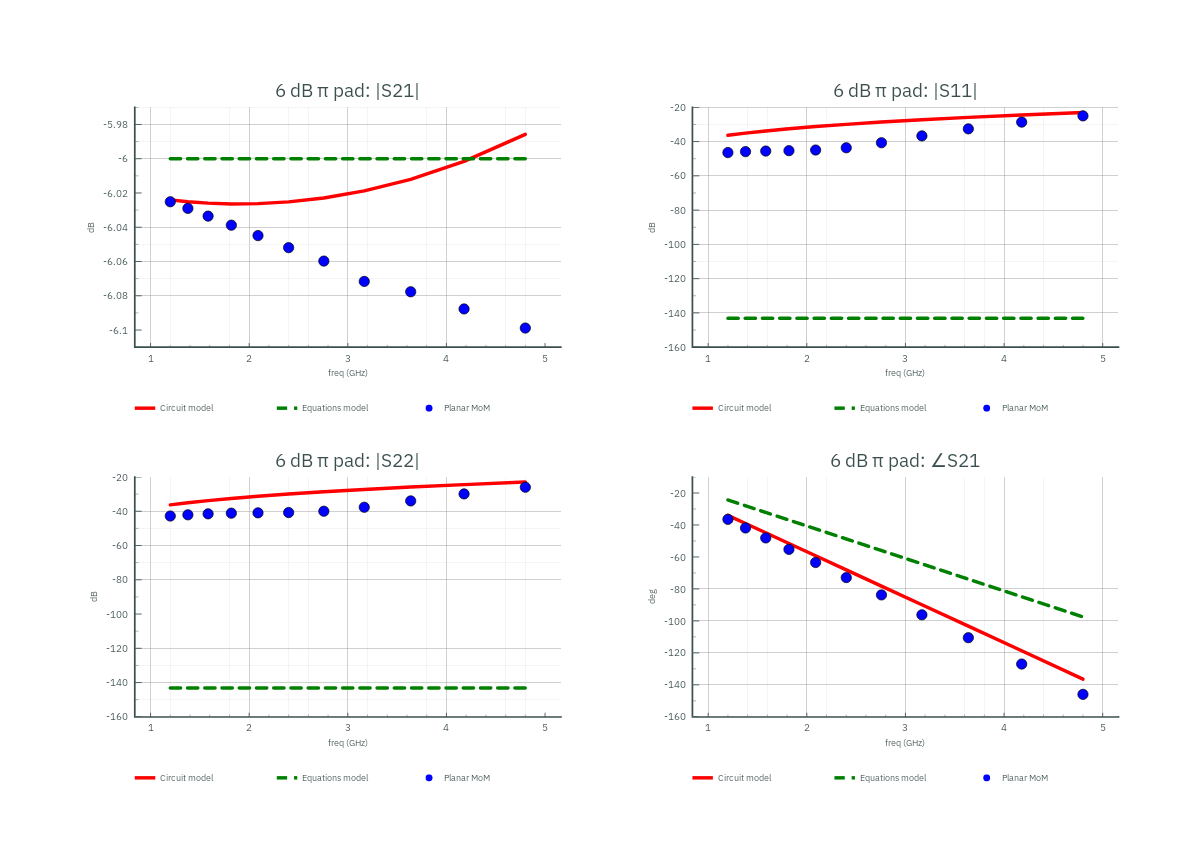 6 dB π pad: |S21|
-5.98
-6
-6.02
-6.04
-6.06
-6.08
-6.1
dB
1 2 3 4 5
freq (GHz)
Circuit model Equations model Planar MoM
6 dB π pad: |S11|
-20
-40
-60
-80
-100
-120
-140
-160
dB
1 2 3 4 5
freq (GHz)
Circuit model Equations model Planar MoM
6 dB π pad: |S22|
-20
-40
-60
-80
-100
-120
-140
-160
dB
1 2 3 4 5
freq (GHz)
Circuit model Equations model Planar MoM
6 dB π pad: ∠S21
-20
-40
-60
-80
-100
-120
-140
-160
deg
1 2 3 4 5
freq (GHz)
Circuit model Equations model Planar MoM